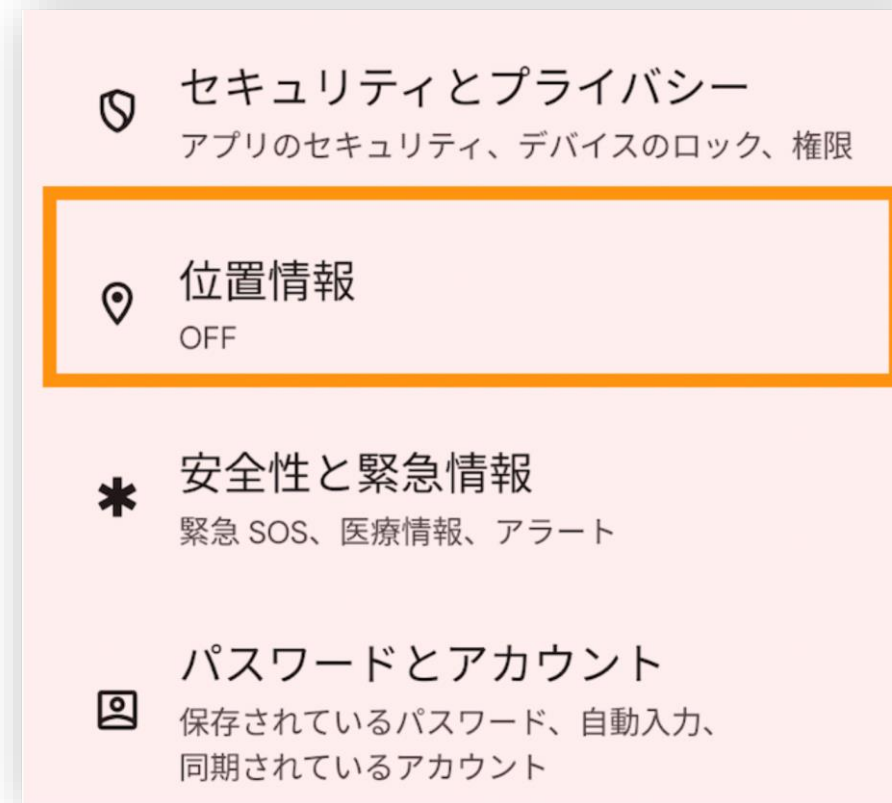 セキュリティとプライバシー
アプリのセキュリティ、デバイスのロック、権限
位置情報
OFF
安全性と緊急情報
緊急 SOS、医療情報、アラート
パスワードとアカウント
保存されているパスワード、自動入力、
同期されているアカウント